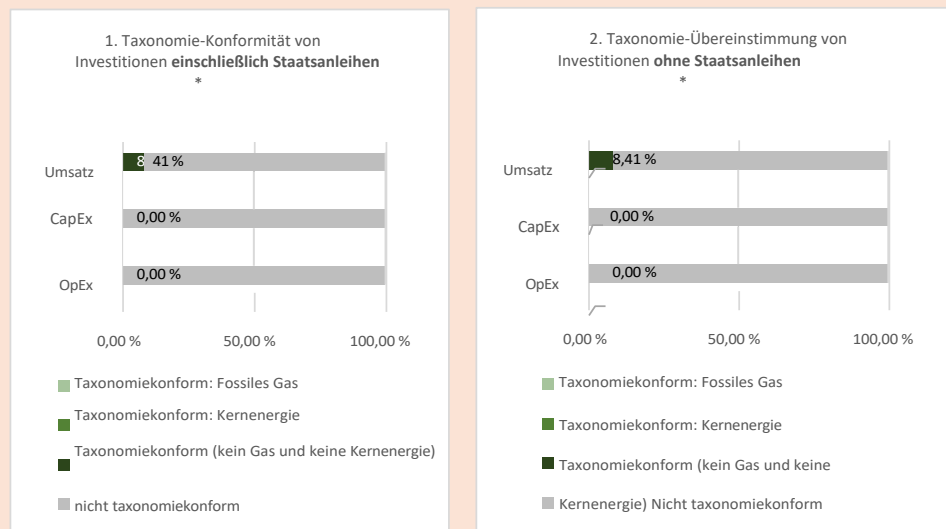 1. Taxonomie-Konformität von
Investitionen einschließlich Staatsanleihen
*
Umsatz
8 41 %
CapEx
0,00 %
OpEx
0,00 %
0,00 %
50,00 %
100,00 %
Taxonomiekonform: Fossiles Gas
Taxonomiekonform: Kernenergie
Taxonomiekonform (kein Gas und keine Kernenergie)
nicht taxonomiekonform
2. Taxonomie-Übereinstimmung von
Investitionen ohne Staatsanleihen
*
Umsatz
8,41 %
CapEx
0,00 %
OpEx
0,00 %
0,00 %
50,00 %
100,00 %
Taxonomiekonform: Fossiles Gas
Taxonomiekonform: Kernenergie
Taxonomiekonform (kein Gas und keine
Kernenergie) Nicht taxonomiekonform